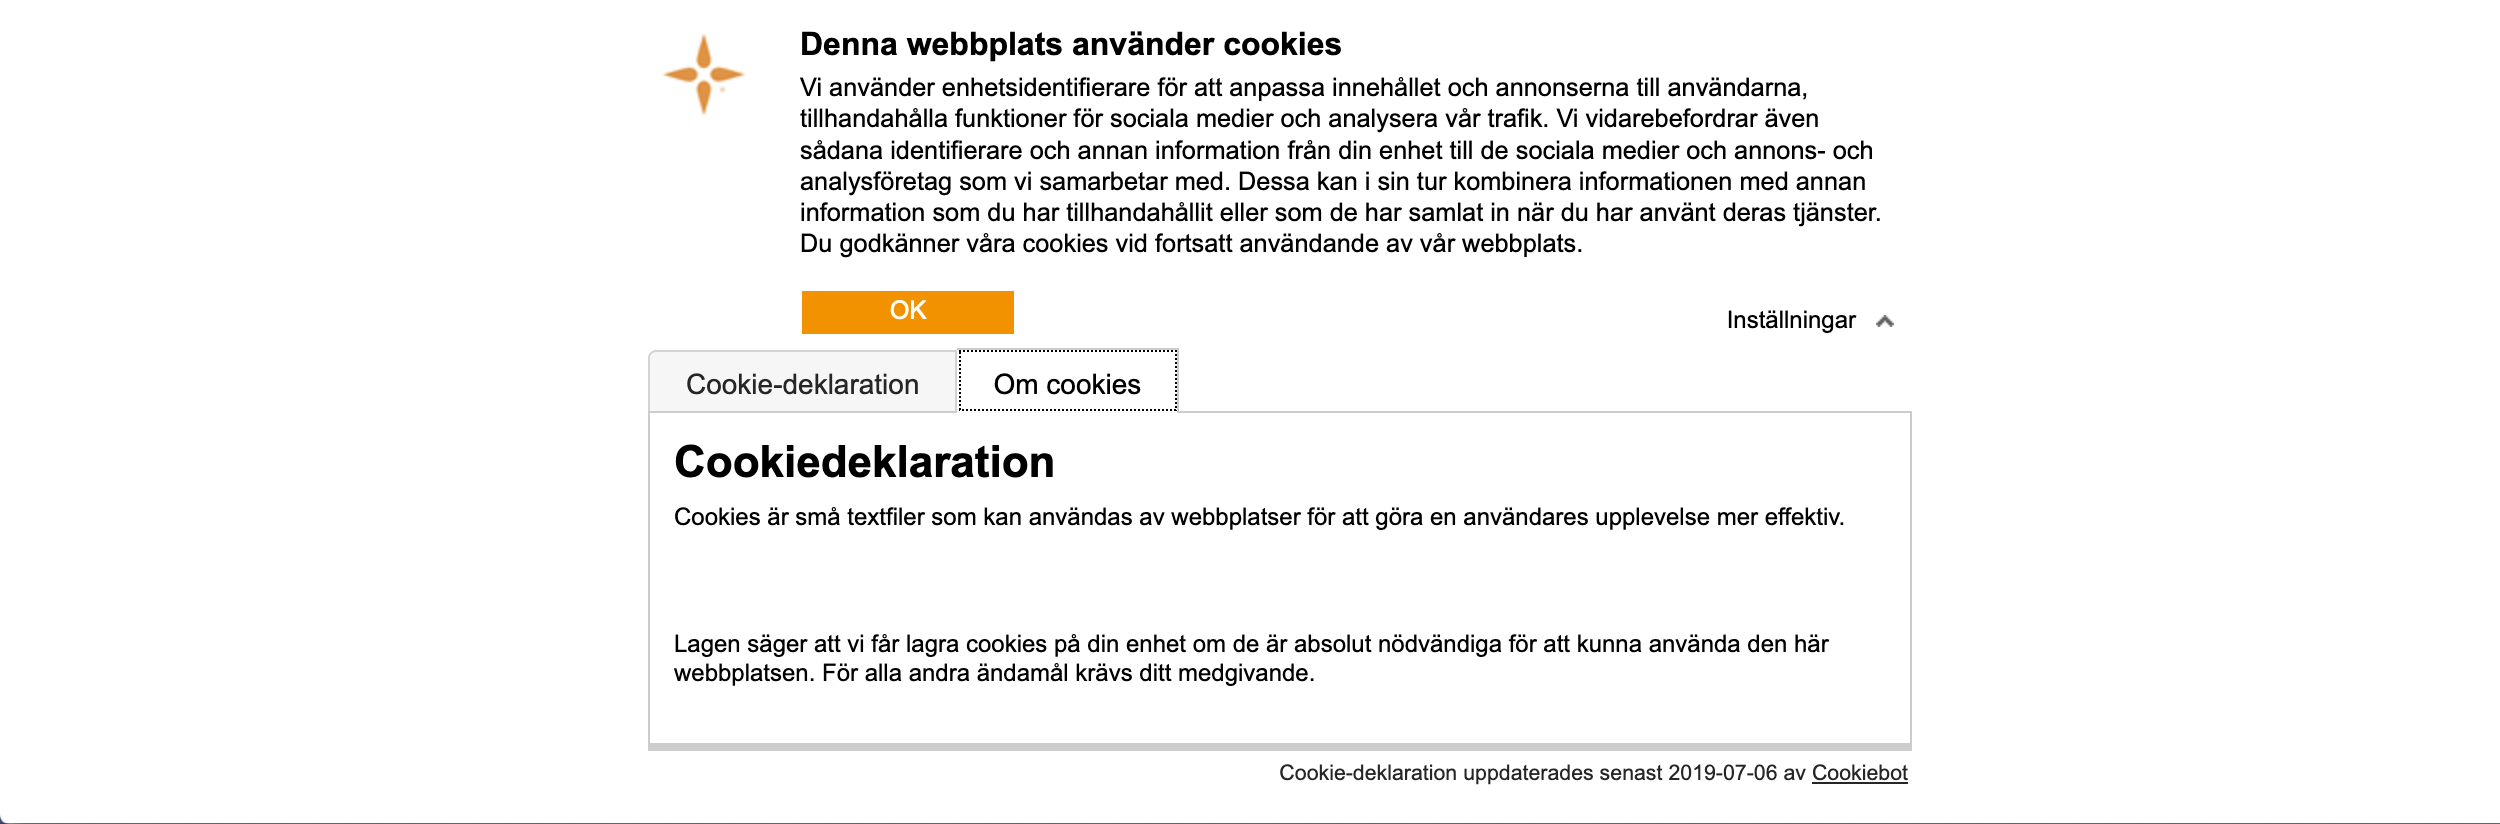 Denna webbplats använder cookies
Vi använder enhetsidentifierare för att anpassa innehållet och annonserna till användarna,
tillhandahålla funktioner för sociala medier och analysera vår trafik. Vi vidarebefordrar även
sådana identifierare och annan information från din enhet till de sociala medier och annons- och
analysföretag som vi samarbetar med. Dessa kan i sin tur kombinera informationen med annan
information som du har tillhandahållit eller som de har samlat in när du har använt deras tjänster.
Du godkänner våra cookies vid fortsatt användande av vår webbplats.
OK
Inställningar
Cookie-deklaration
Om cookies
Cookiedeklaration
Cookies är små textfiler som kan användas av webbplatser för att göra en användares upplevelse mer effektiv.
Lagen säger att vi får lagra cookies på din enhet om de är absolut nödvändiga för att kunna använda den här
webbplatsen. För alla andra ändamål krävs ditt medgivande.
Cookie-deklaration uppdaterades senast 2019-07-06 av Cookiebot